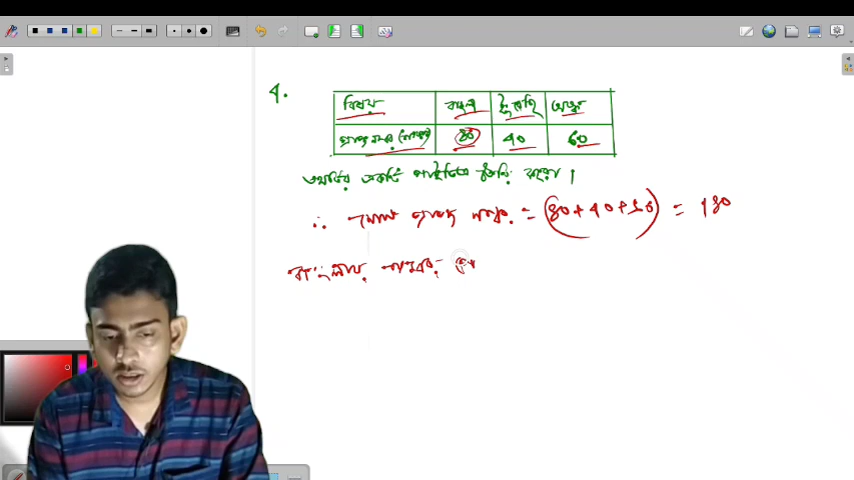 4.
বিষয় বাংলা ইংরেজি অঙ্ক
প্রাপ্ত নম্বর 80 40 60
তথ্যটির একটি পাইচিত্র তৈরি করো।
∴ মোট প্রাপ্ত নম্বর = (80+40+60) = 180
বাংলায় নম্বরের